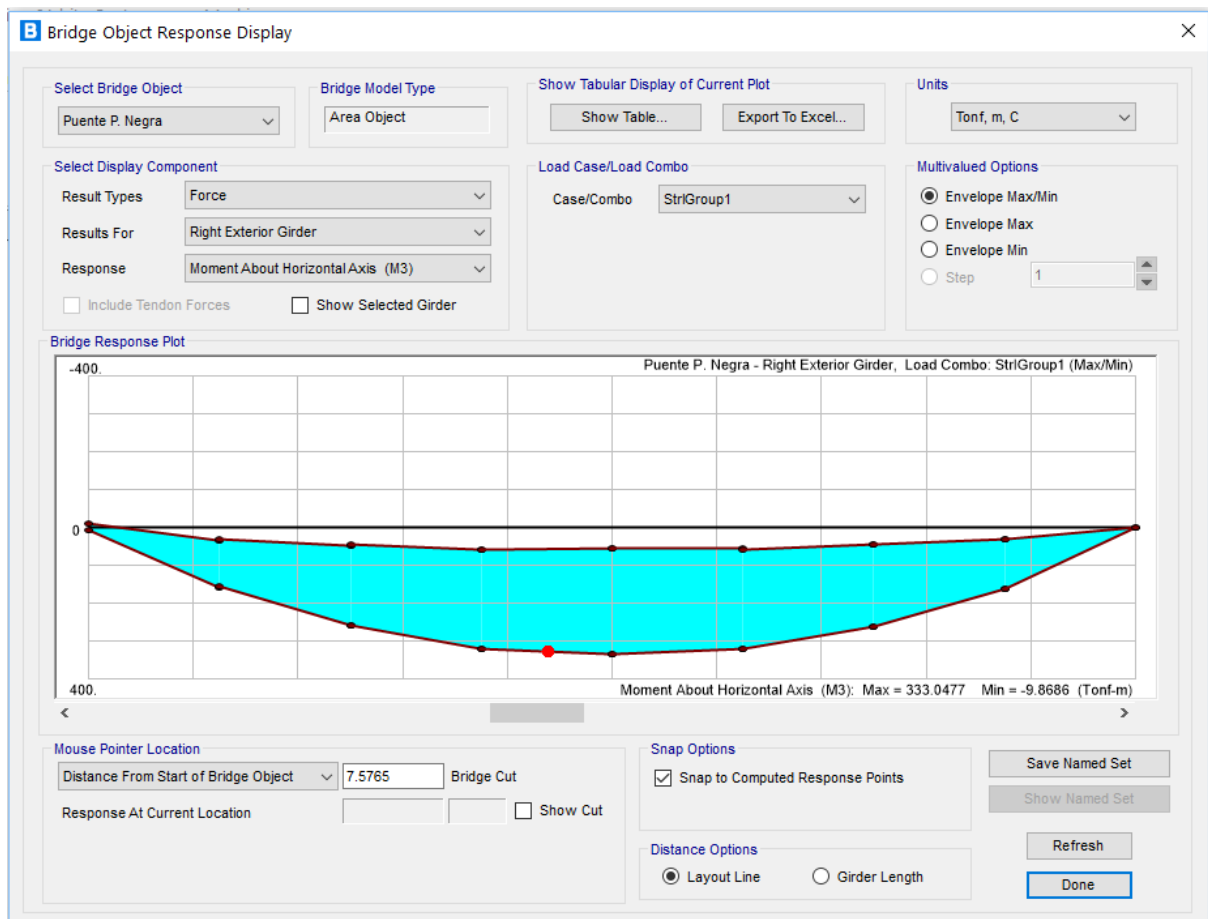 B Bridge Object Response Display
Select Bridge Object
Puente P. Negra
Bridge Model Type
Area Object
Show Tabular Display of Current Plot
Show Table...
Export To Excel...
Units
Tonf, m, C
Select Display Component
Result Types
Force
Results For
Right Exterior Girder
Response
Moment About Horizontal Axis (M3)
Include Tendon Forces
Show Selected Girder
Load Case/Load Combo
Case/Combo
StrlGroup1
Multivalued Options
Envelope Max/Min
Envelope Max
Envelope Min
Step
1
Bridge Response Plot
-400.
Puente P. Negra - Right Exterior Girder, Load Combo: StrlGroup1 (Max/Min)
0
400.
Moment About Horizontal Axis (M3): Max = 333.0477 Min = -9.8686 (Tonf-m)
Mouse Pointer Location
Distance From Start of Bridge Object
7.5765
Bridge Cut
Response At Current Location
Show Cut
Snap Options
Snap to Computed Response Points
Distance Options
Layout Line
Girder Length
Save Named Set
Show Named Set
Refresh
Done